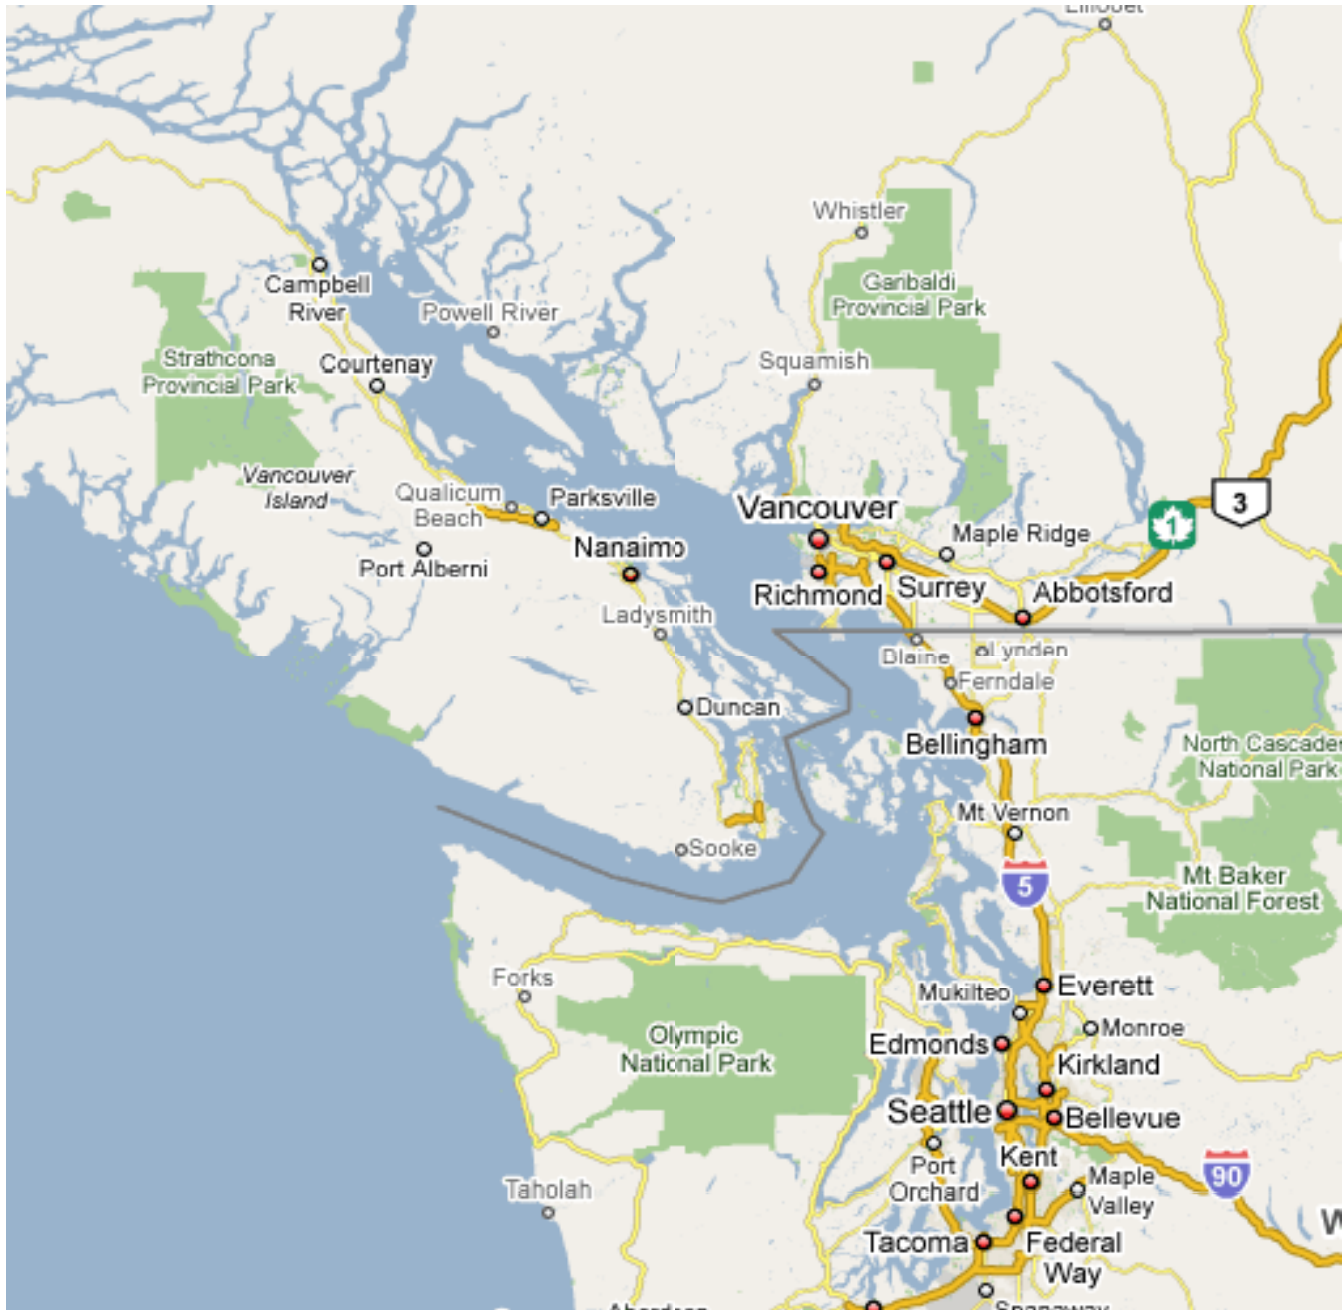 Lillooet
Whistler
Garibaldi
Provincial Park
Campbell
River
Powell River
Strathcona
Provincial Park
Courtenay
Squamish
Vancouver
Island
Qualicum
Beach
Parksville
Vancouver
3
1
Nanaimo
Maple Ridge
Port Alberni
Richmond
Surrey
Abbotsford
Ladysmith
Blaine
Lynden
Ferndale
Duncan
Bellingham
North Cascades
National Park
Mt Vernon
Sooke
5
Mt Baker
National Forest
Forks
Mukilteo
Everett
Monroe
Olympic
National Park
Edmonds
Kirkland
Seattle
Bellevue
Kent
Port
Orchard
Maple
Valley
90
Taholah
W
Tacoma
Federal
Way
Aberdeen
Spanaway